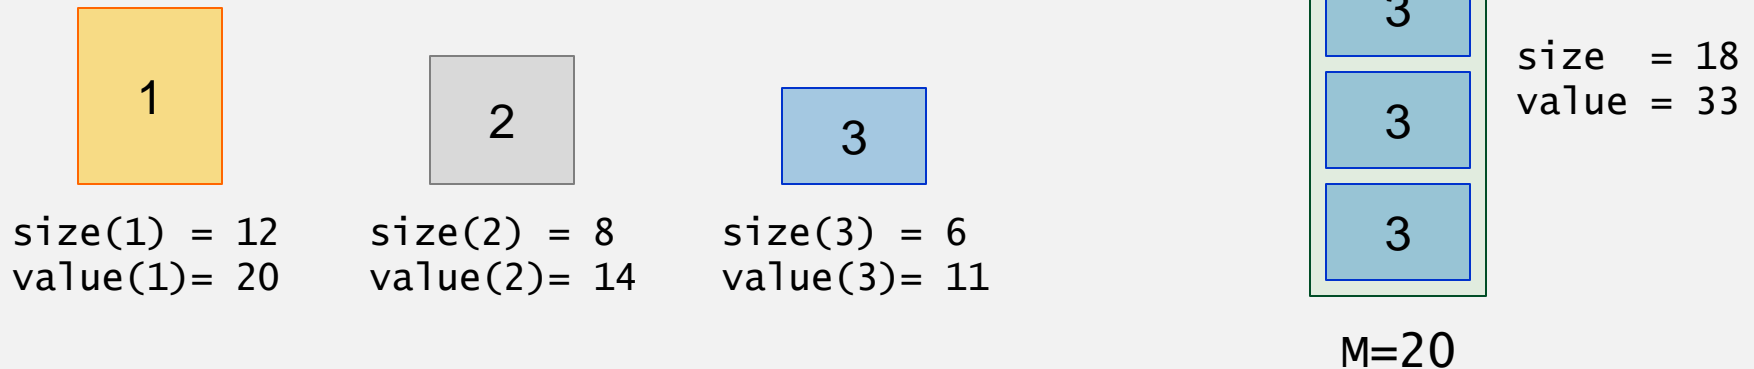 1
size(1) = 12
value(1)= 20
2
size(2) = 8
value(2)= 14
3
size(3) = 6
value(3)= 11
3
3
3
M=20
size = 18
value = 33